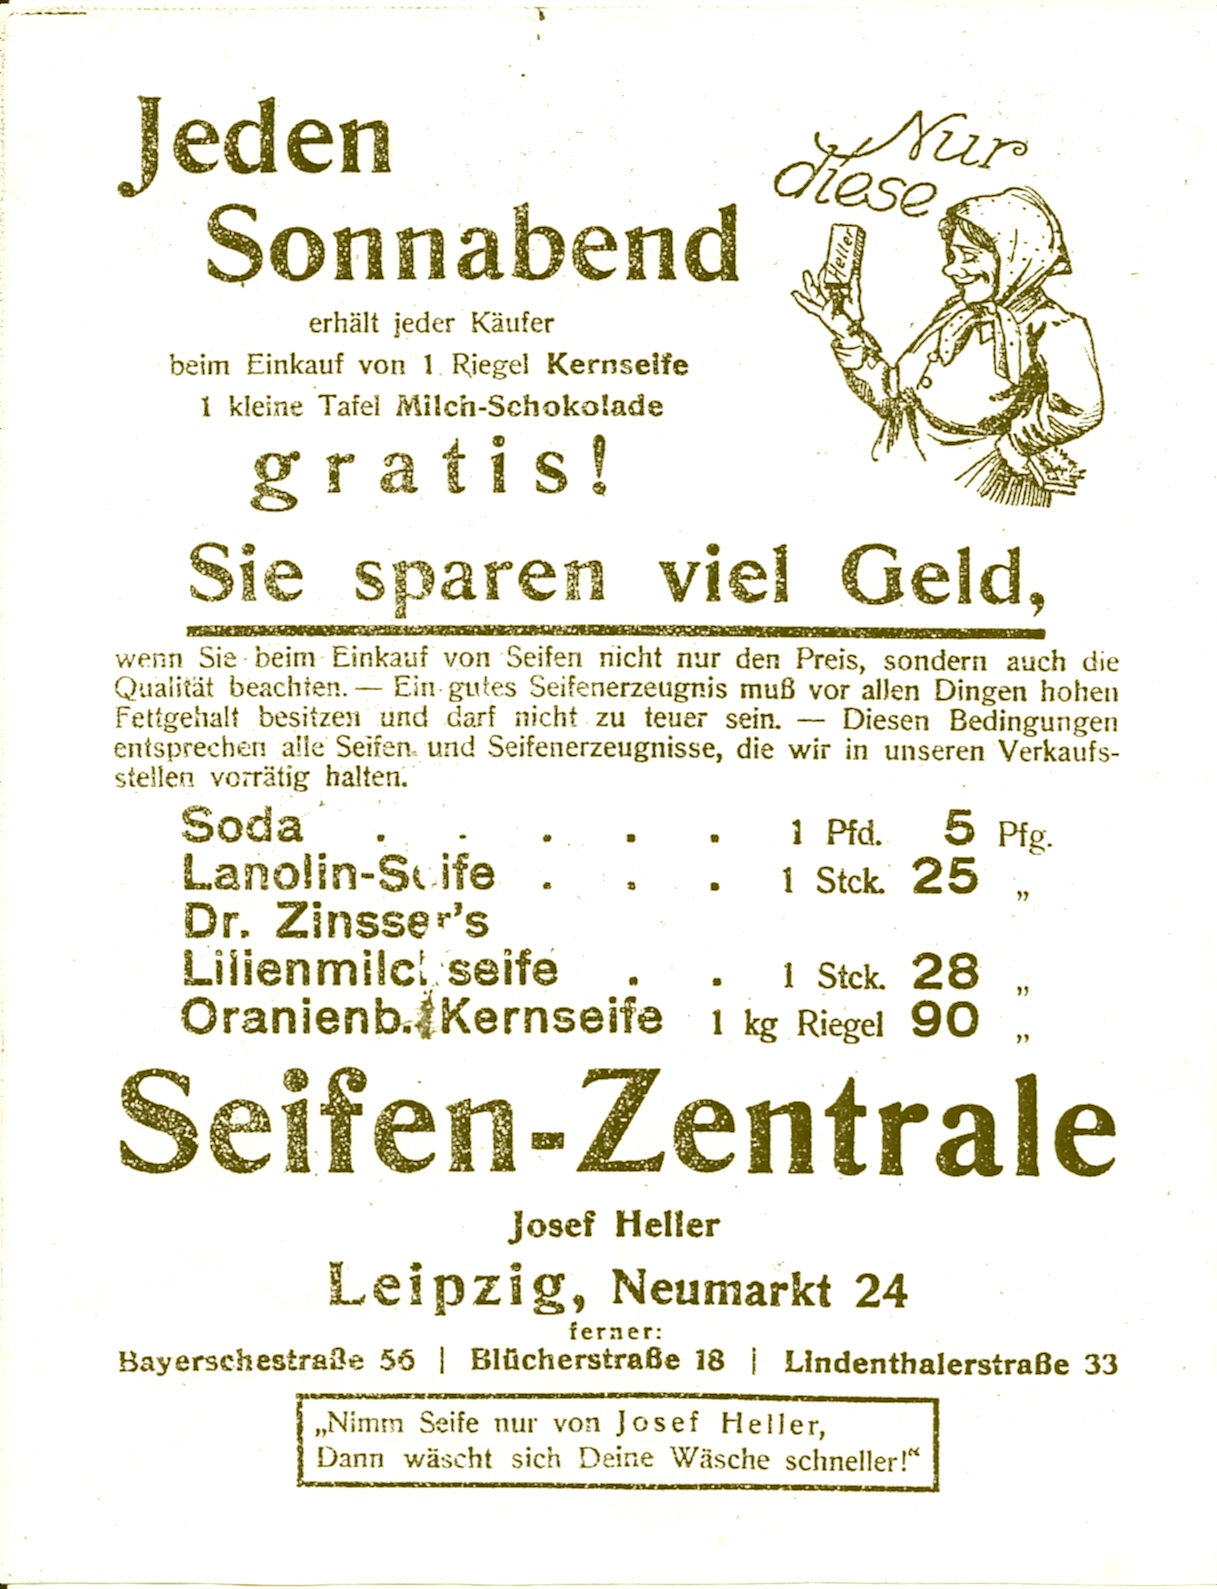 Jeden
Sonnabend
Nur
diese
Heller
erhält jeder Käufer
beim Einkauf von 1 Riegel Kernseife
1 kleine Tafel Milch-Schokolade
gratis!
Sie sparen viel Geld,
wenn Sie beim Einkauf von Seifen nicht nur den Preis, sondern auch die
Qualität beachten. — Ein gutes Seifenerzeugnis muß vor allen Dingen hohen
Fettgehalt besitzen und darf nicht zu teuer sein. — Diesen Bedingungen
entsprechen alle Seifen und Seifenerzeugnisse, die wir in unseren Verkaufs-
stellen vorrätig halten.
Soda . . . . . 1 Pfd. 5 Pfg.
Lanolin-Seife . . . 1 Stck. 25 „
Dr. Zinsser's
Lilienmilchseife . . 1 Stck. 28 „
Oranienb. Kernseife 1 kg Riegel 90 „
Seifen-Zentrale
Josef Heller
Leipzig, Neumarkt 24
ferner:
Bayerschestraße 56 | Blücherstraße 18 | Lindenthalerstraße 33
„Nimm Seife nur von Josef Heller,
Dann wäscht sich Deine Wäsche schneller!“